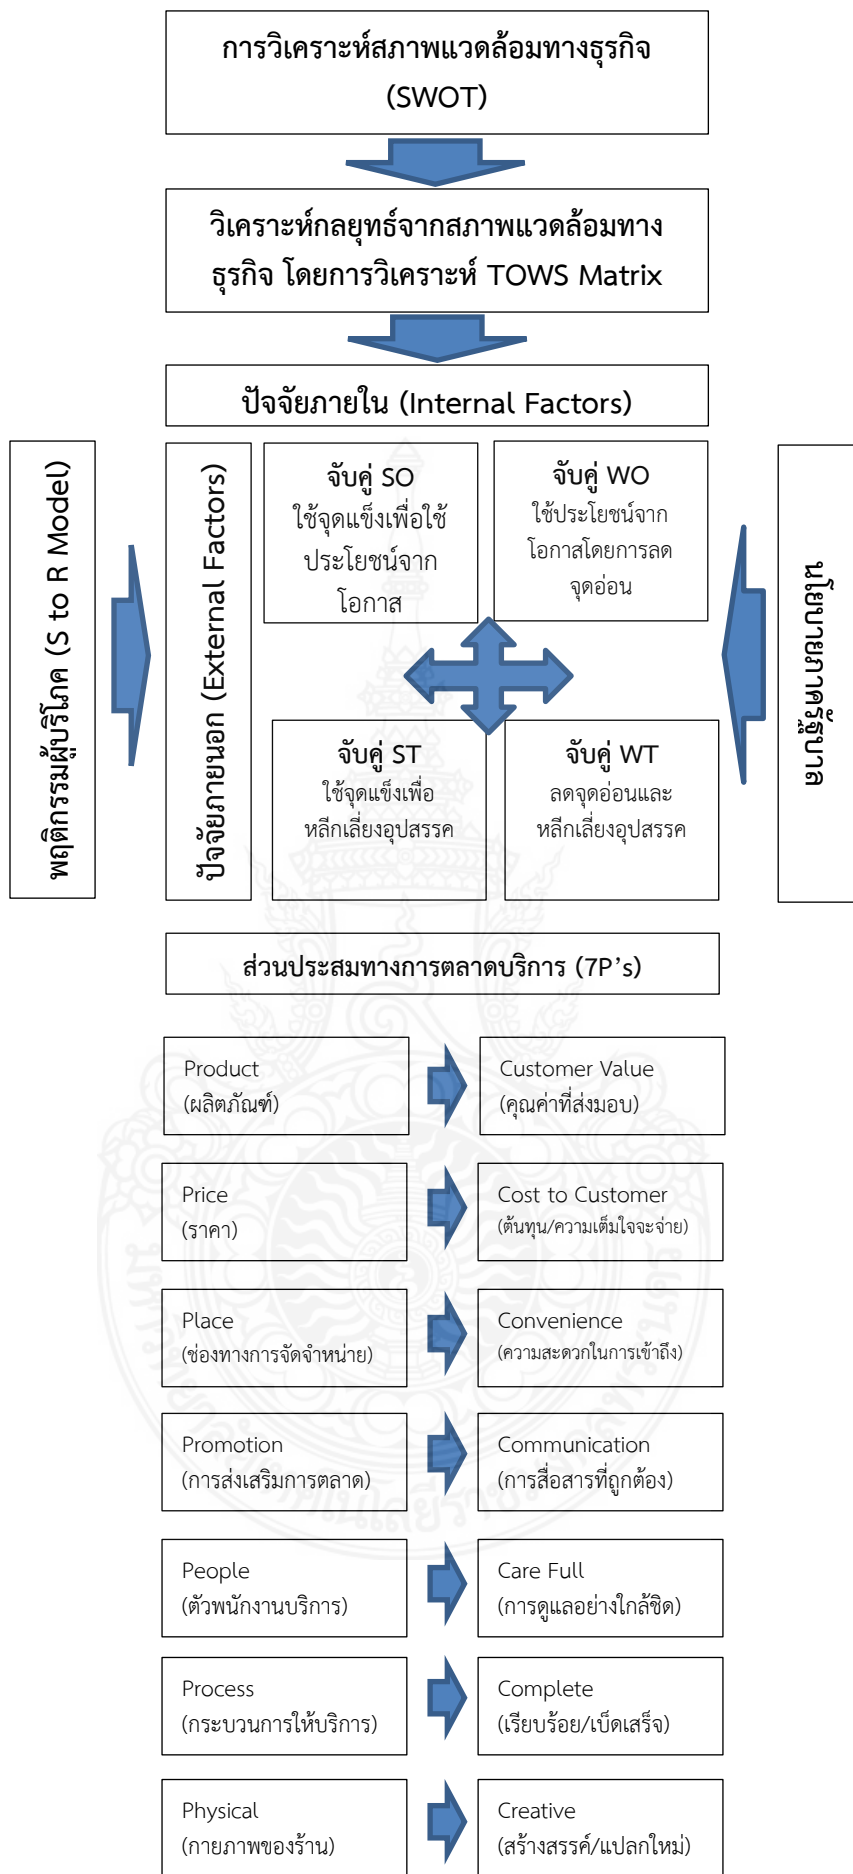 การวิเคราะห์สภาพแวดล้อมทางธุรกิจ
(SWOT)
วิเคราะห์กลยุทธ์จากสภาพแวดล้อมทาง
ธุรกิจ โดยการวิเคราะห์ TOWS Matrix
ปัจจัยภายใน (Internal Factors)
พฤติกรรมผู้บริโภค (S to R Model)
ปัจจัยภายนอก (External Factors)
จับคู่ SO
ใช้จุดแข็งเพื่อใช้
ประโยชน์จาก
โอกาส
จับคู่ WO
ใช้ประโยชน์จาก
โอกาสโดยการลด
จุดอ่อน
นโยบายภาครัฐบาล
จับคู่ ST
ใช้จุดแข็งเพื่อ
หลีกเลี่ยงอุปสรรค
จับคู่ WT
ลดจุดอ่อนและ
หลีกเลี่ยงอุปสรรค
ส่วนประสมทางการตลาดบริการ (7P's)
Product
(ผลิตภัณฑ์)
Customer Value
(คุณค่าที่ส่งมอบ)
Price
(ราคา)
Cost to Customer
(ต้นทุน/ความเต็มใจจะจ่าย)
Place
(ช่องทางการจัดจำหน่าย)
Convenience
(ความสะดวกในการเข้าถึง)
Promotion
(การส่งเสริมการตลาด)
Communication
(การสื่อสารที่ถูกต้อง)
People
(ตัวพนักงานบริการ)
Care Full
(การดูแลอย่างใกล้ชิด)
Process
(กระบวนการให้บริการ)
Complete
(เรียบร้อย/เบ็ดเสร็จ)
Physical
(กายภาพของร้าน)
Creative
(สร้างสรรค์/แปลกใหม่)